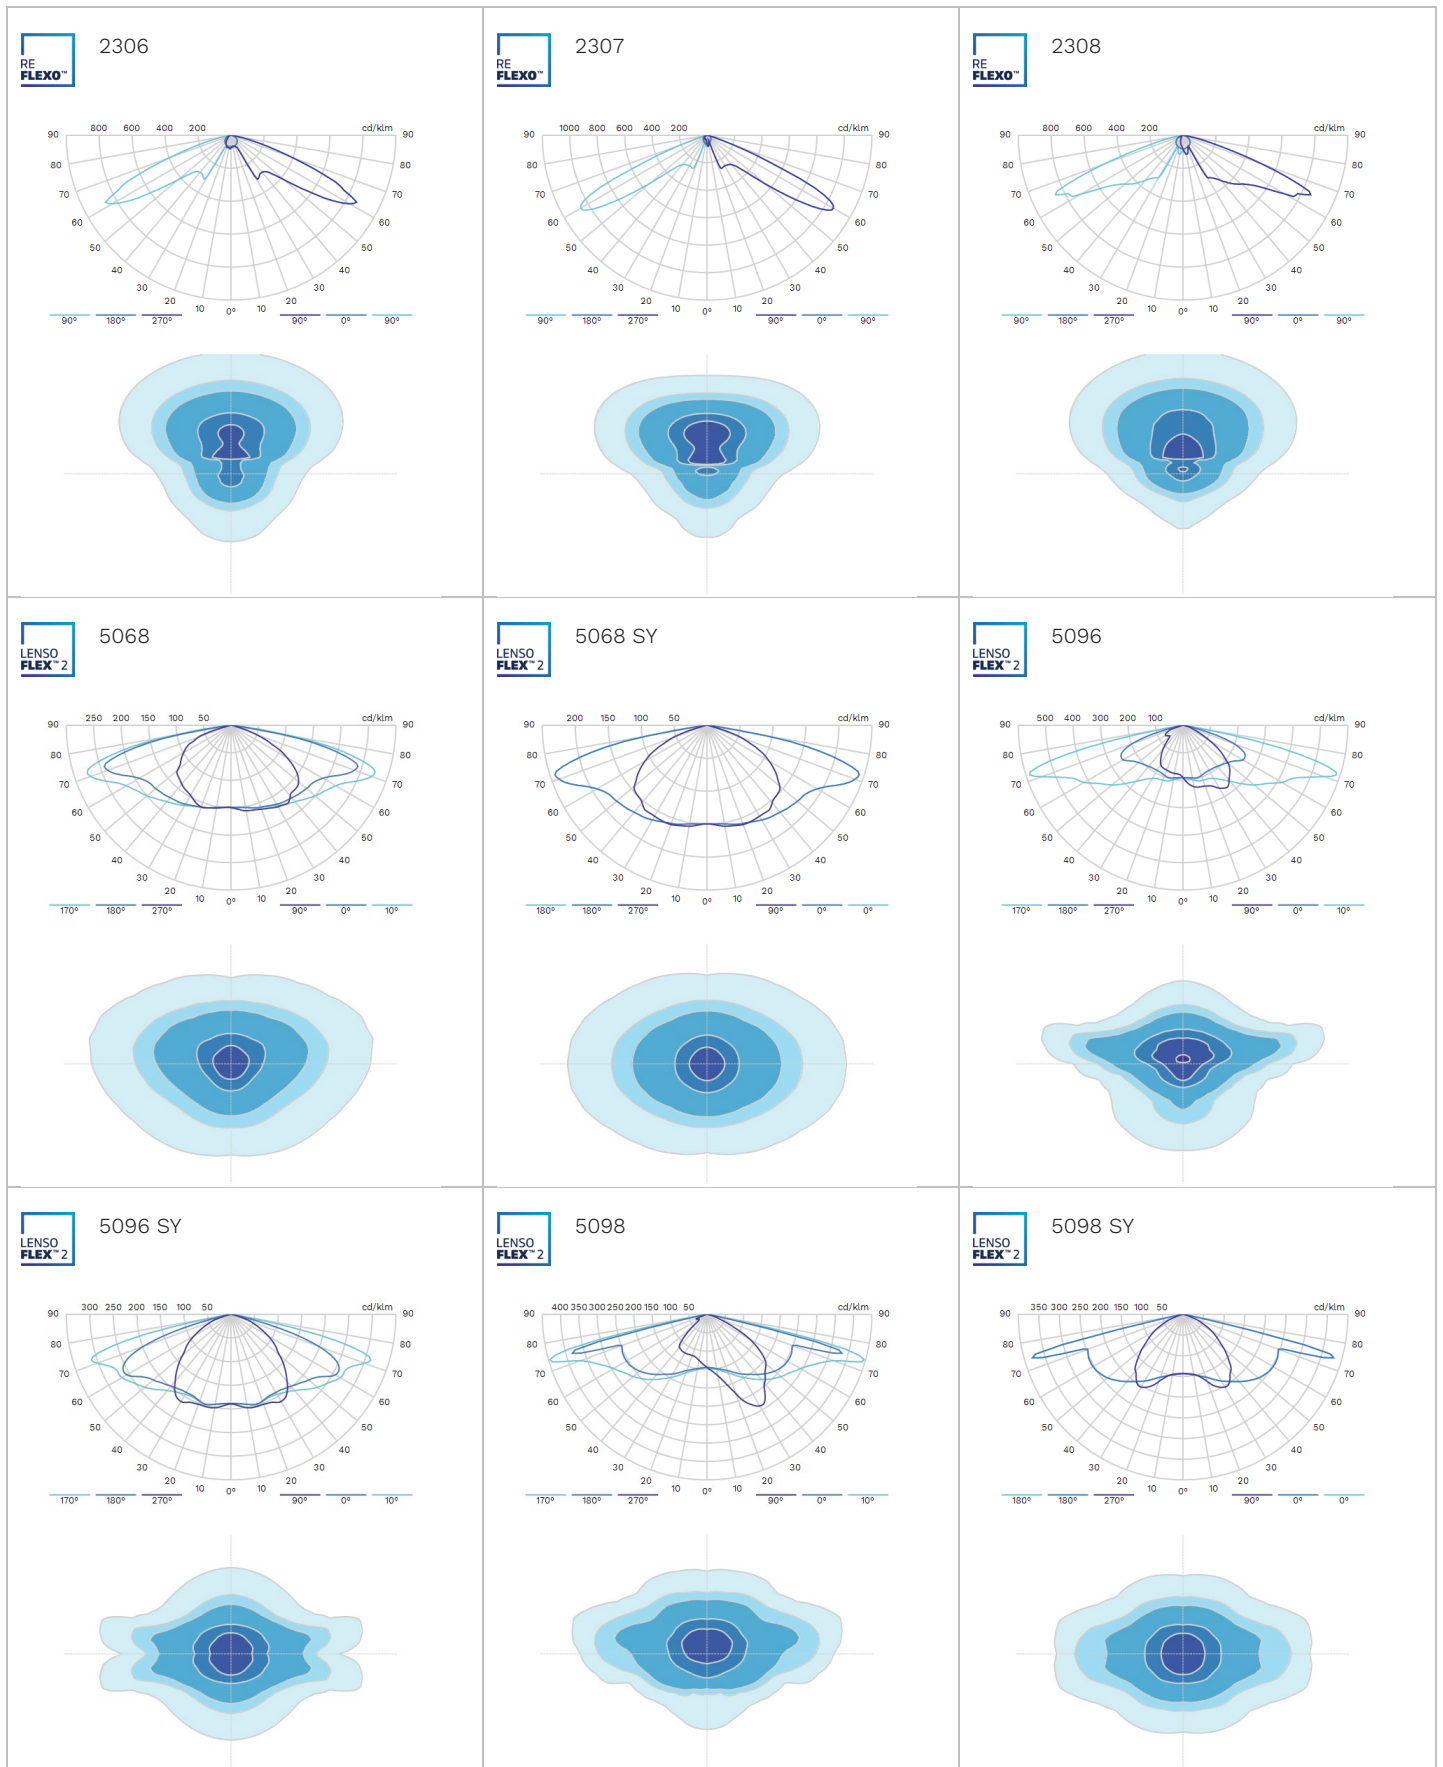 RE
FLEXO™
2306
800 600 400 200 cd/klm
90 90
80 80
70 70
60 60
50 50
40 40
30 30
20 20
10 0° 10
90° 180° 270° 90° 0° 90°
RE
FLEXO™
2307
1000 800 600 400 200 cd/klm
90 90
80 80
70 70
60 60
50 50
40 40
30 30
20 20
10 0° 10
90° 180° 270° 90° 0° 90°
RE
FLEXO™
2308
800 600 400 200 cd/klm
90 90
80 80
70 70
60 60
50 50
40 40
30 30
20 20
10 0° 10
90° 180° 270° 90° 0° 90°
LENSO
FLEX™2
5068
250 200 150 100 50 cd/klm
90 90
80 80
70 70
60 60
50 50
40 40
30 30
20 20
10 0° 10
170° 180° 270° 90° 0° 10°
LENSO
FLEX™2
5068 SY
200 150 100 50 cd/klm
90 90
80 80
70 70
60 60
50 50
40 40
30 30
20 20
10 0° 10
180° 180° 270° 90° 0° 0°
LENSO
FLEX™2
5096
500 400 300 200 100 cd/klm
90 90
80 80
70 70
60 60
50 50
40 40
30 30
20 20
10 0° 10
170° 180° 270° 90° 0° 10°
LENSO
FLEX™2
5096 SY
300 250 200 150 100 50 cd/klm
90 90
80 80
70 70
60 60
50 50
40 40
30 30
20 20
10 0° 10
170° 180° 270° 90° 0° 10°
LENSO
FLEX™2
5098
400 350 300 250 200 150 100 50 cd/klm
90 90
80 80
70 70
60 60
50 50
40 40
30 30
20 20
10 0° 10
170° 180° 270° 90° 0° 10°
LENSO
FLEX™2
5098 SY
350 300 250 200 150 100 50 cd/klm
90 90
80 80
70 70
60 60
50 50
40 40
30 30
20 20
10 0° 10
180° 180° 270° 90° 0° 0°